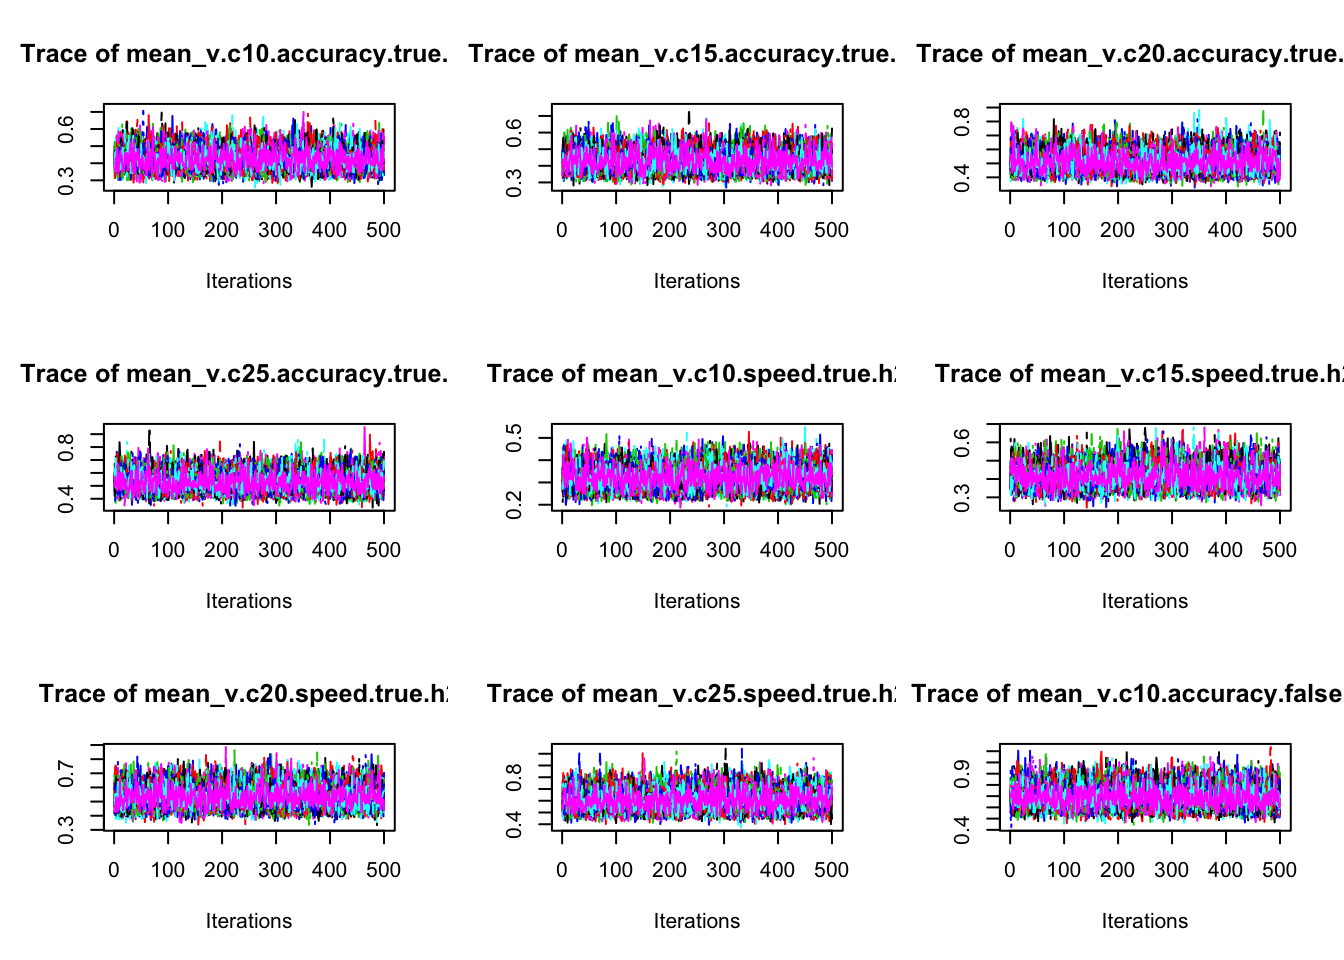 Trace of mean_v.c10.accuracy.true.
0.6
0.3
0 100 200 300 400 500
Iterations
Trace of mean_v.c15.accuracy.true.
0.6
0.3
0 100 200 300 400 500
Iterations
Trace of mean_v.c20.accuracy.true.
0.8
0.4
0 100 200 300 400 500
Iterations
Trace of mean_v.c25.accuracy.true.
0.8
0.4
0 100 200 300 400 500
Iterations
Trace of mean_v.c10.speed.true.h
0.5
0.2
0 100 200 300 400 500
Iterations
Trace of mean_v.c15.speed.true.h
0.6
0.3
0 100 200 300 400 500
Iterations
Trace of mean_v.c20.speed.true.h
0.7
0.3
0 100 200 300 400 500
Iterations
Trace of mean_v.c25.speed.true.h
0.8
0.4
0 100 200 300 400 500
Iterations
Trace of mean_v.c10.accuracy.false
0.9
0.4
0 100 200 300 400 500
Iterations